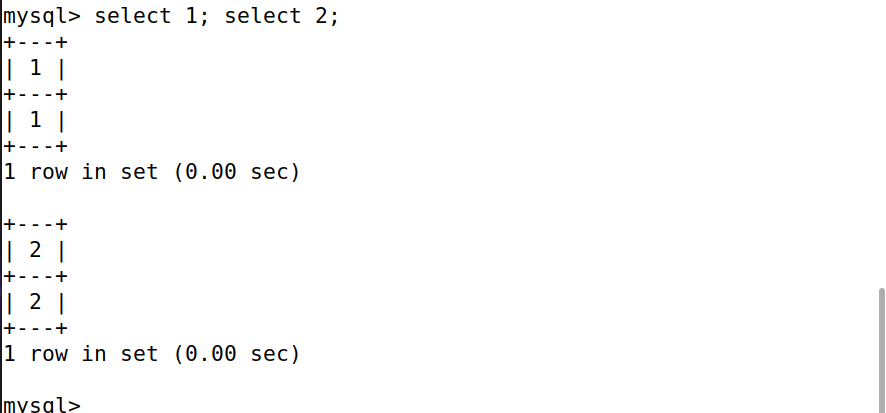 mysql> select 1; select 2;
+---+
| 1 |
+---+
| 1 |
+---+
1 row in set (0.00 sec)

+---+
| 2 |
+---+
| 2 |
+---+
1 row in set (0.00 sec)

mysql>